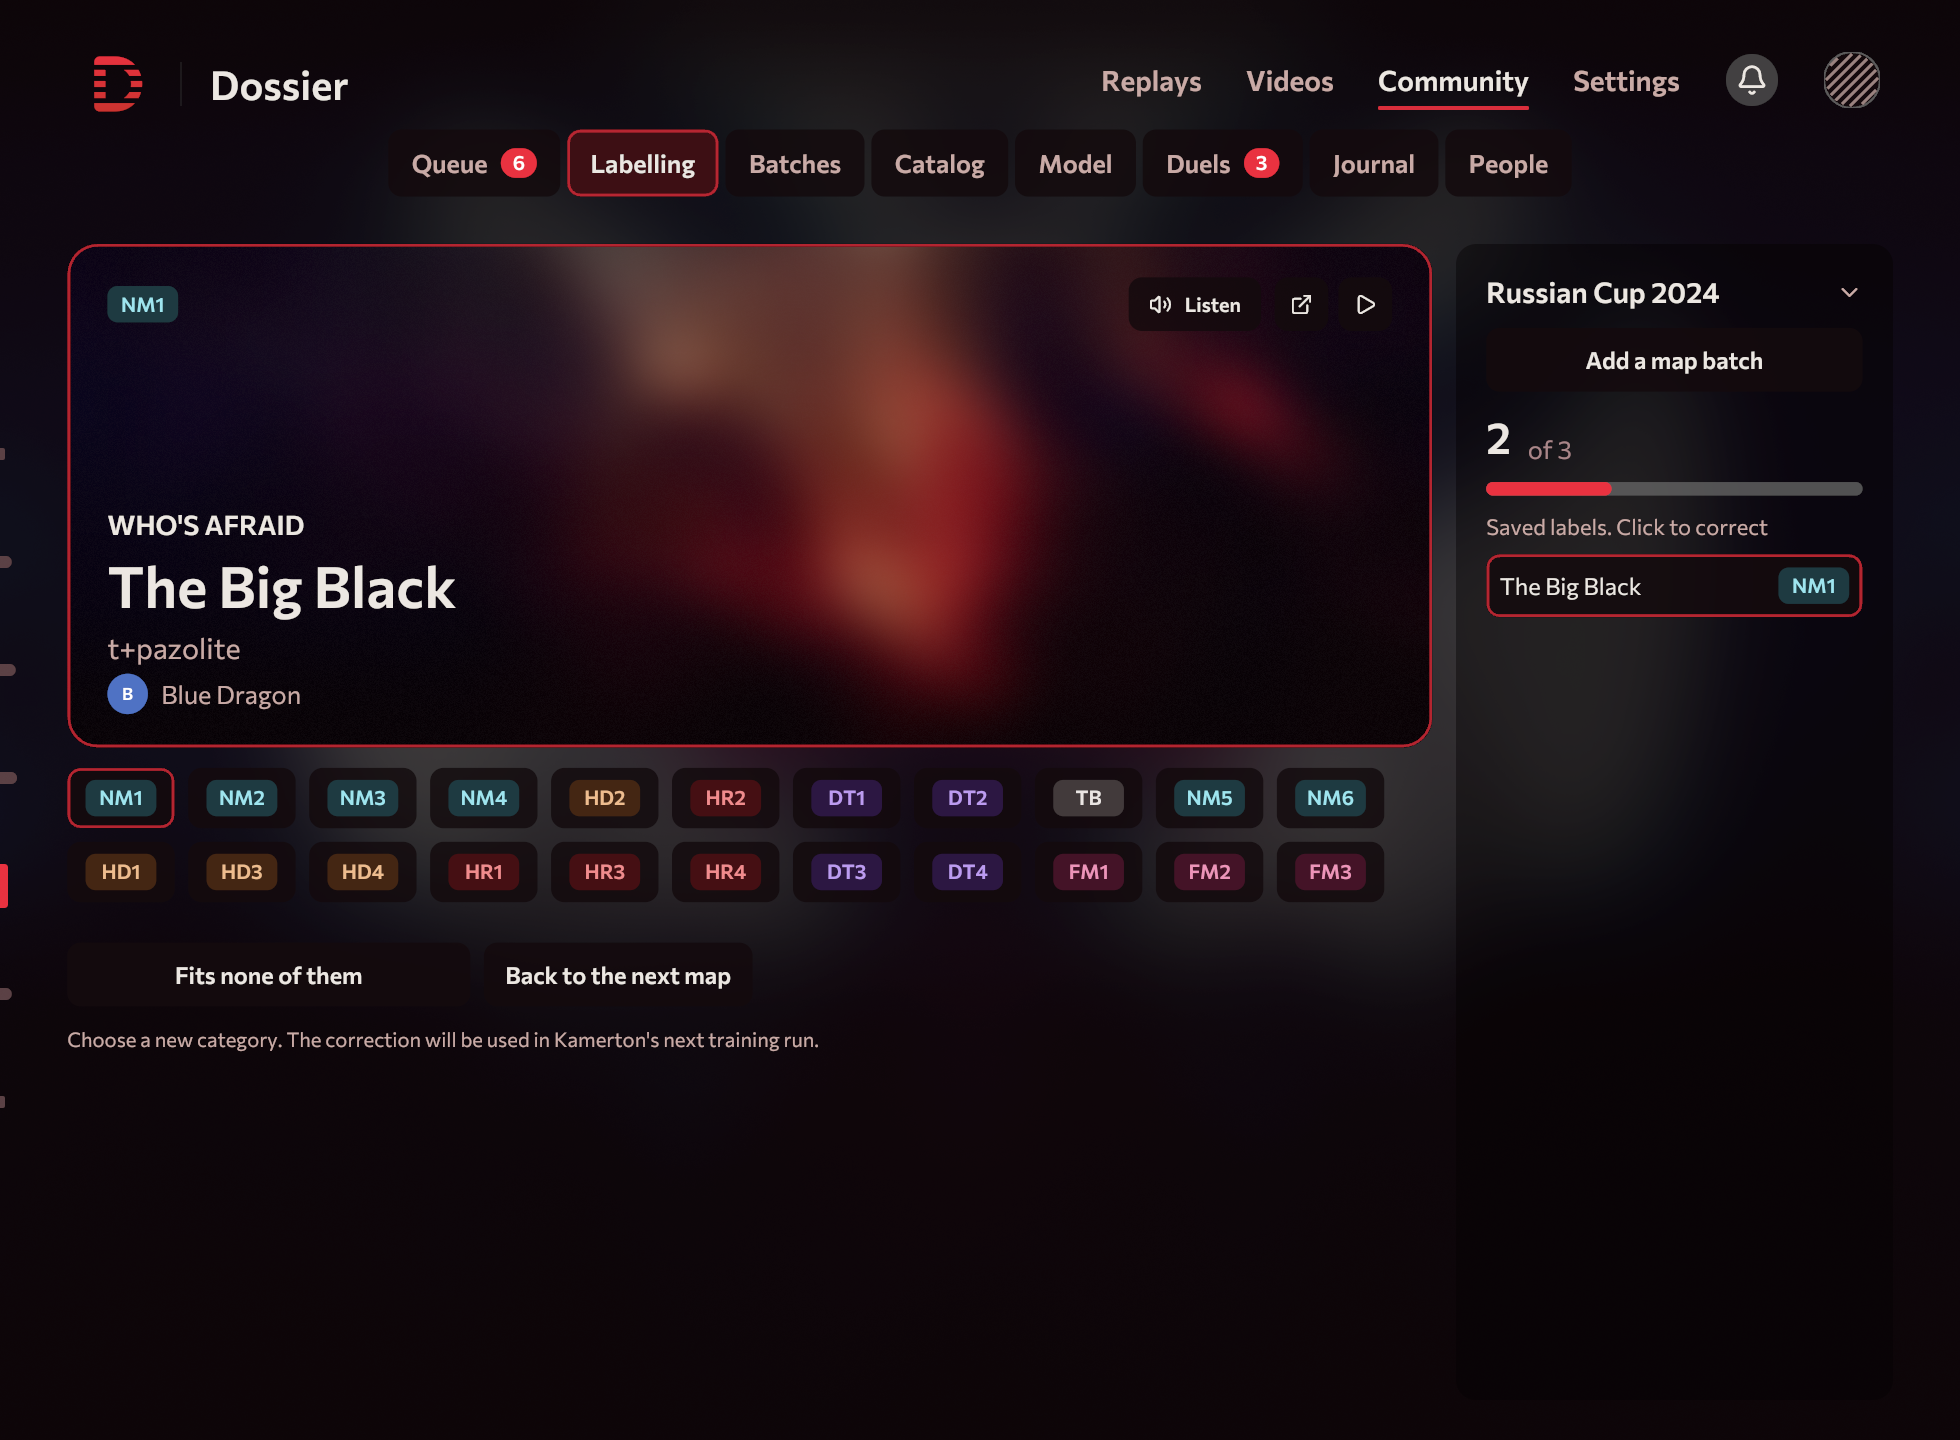 Dossier
Replays Videos Community Settings
Queue 6 Labelling Batches Catalog Model Duels 3 Journal People
NM1
Listen
WHO'S AFRAID
The Big Black
t+pazolite
B Blue Dragon
NM1 NM2 NM3 NM4 HD2 HR2 DT1 DT2 TB NM5 NM6
HD1 HD3 HD4 HR1 HR3 HR4 DT3 DT4 FM1 FM2 FM3
Fits none of them Back to the next map
Choose a new category. The correction will be used in Kamerton's next training run.
Russian Cup 2024
Add a map batch
2 of 3
Saved labels. Click to correct
The Big Black NM1